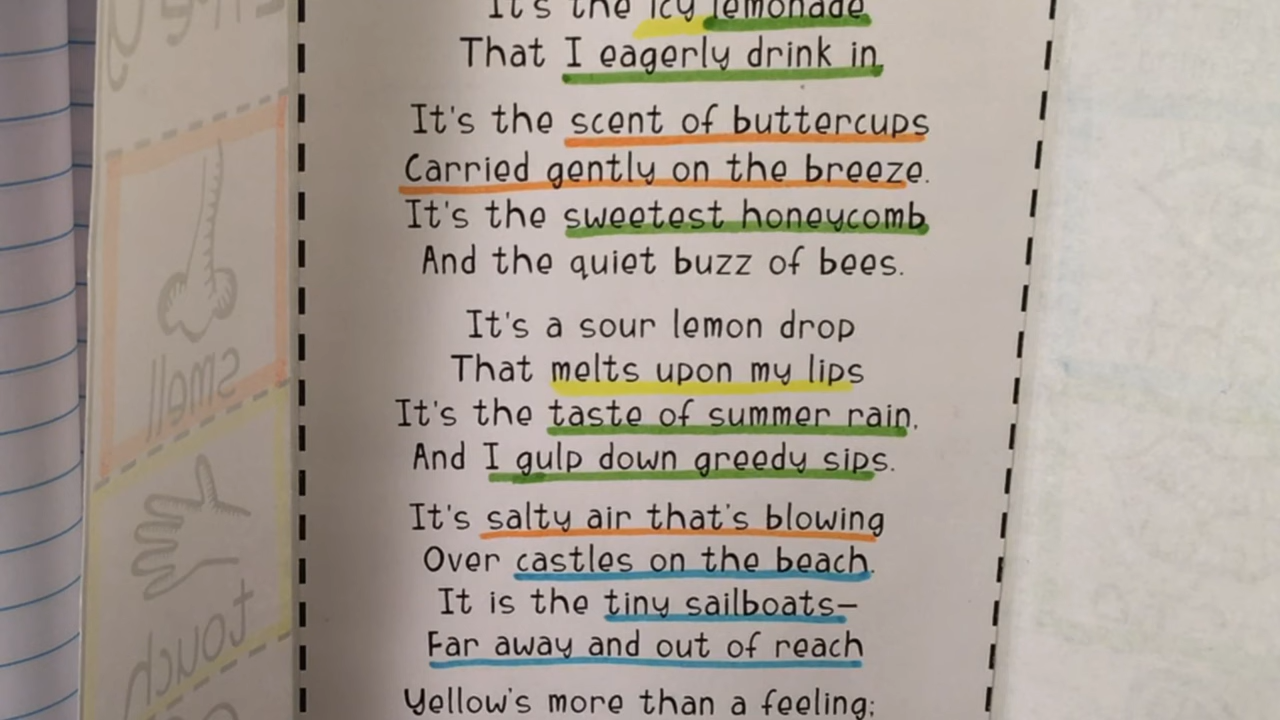 It's the icy lemonade
That I eagerly drink in.
It's the scent of buttercups
Carried gently on the breeze.
It's the sweetest honeycomb
And the quiet buzz of bees.
It's a sour lemon drop
That melts upon my lips
It's the taste of summer rain.
And I gulp down greedy sips.
It's salty air that's blowing
Over castles on the beach.
It is the tiny sailboats—
Far away and out of reach
Yellow's more than a feeling;
smell
touch